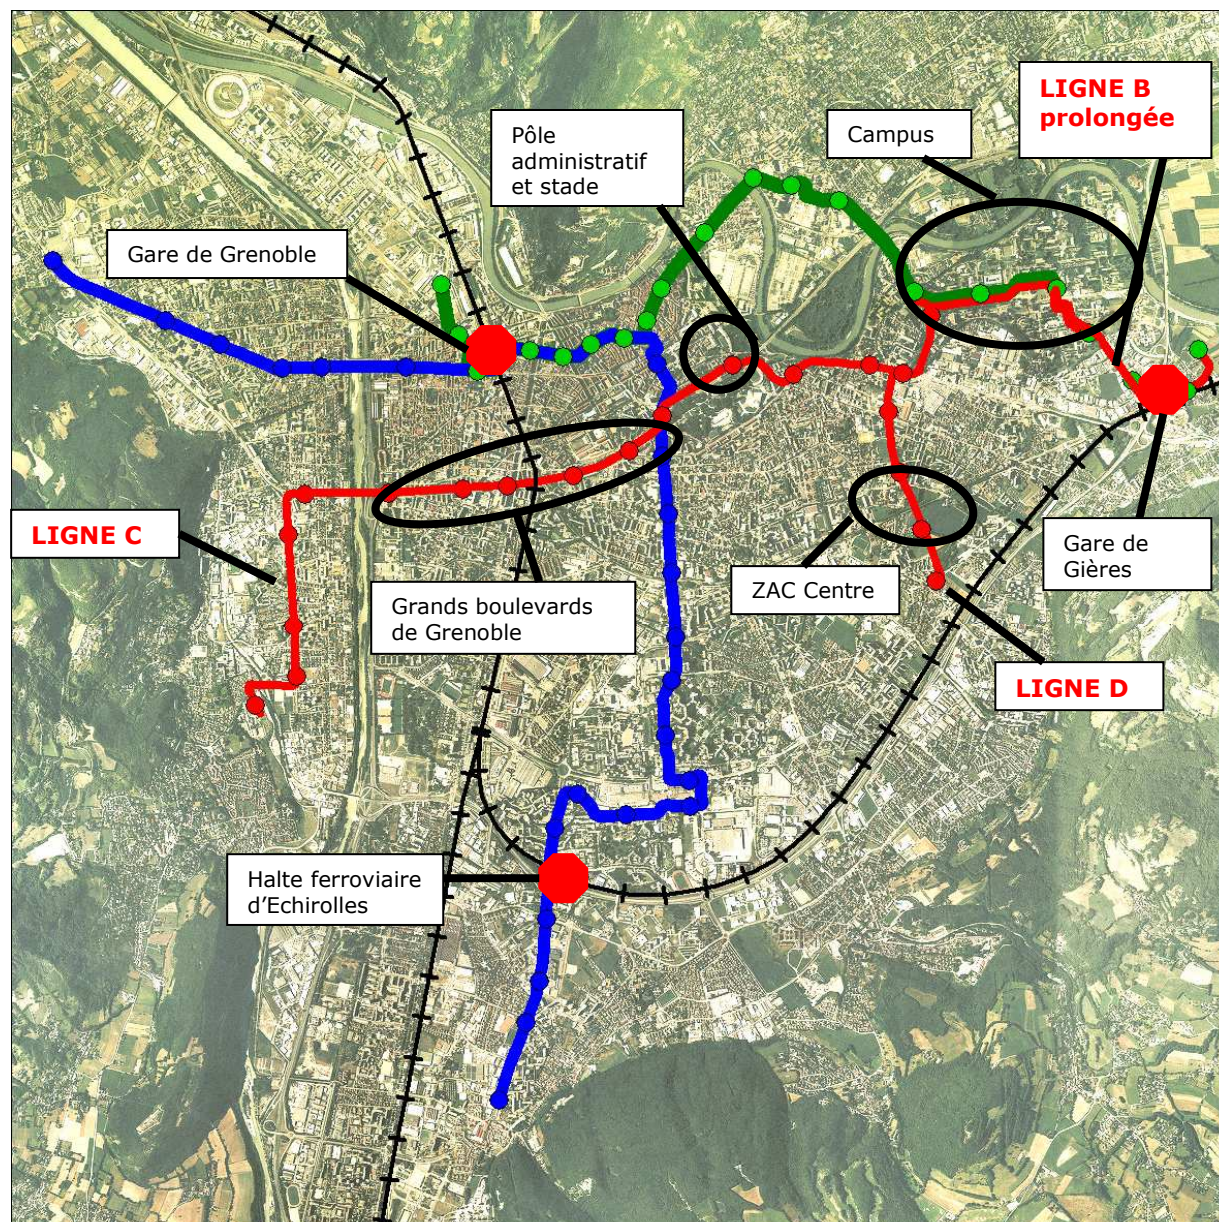 LIGNE B
prolongée
Pôle
administratif
et stade
Campus
Gare de Grenoble
LIGNE C
Grands boulevards
de Grenoble
ZAC Centre
Gare de
Gières
LIGNE D
Halte ferroviaire
d’Echirolles